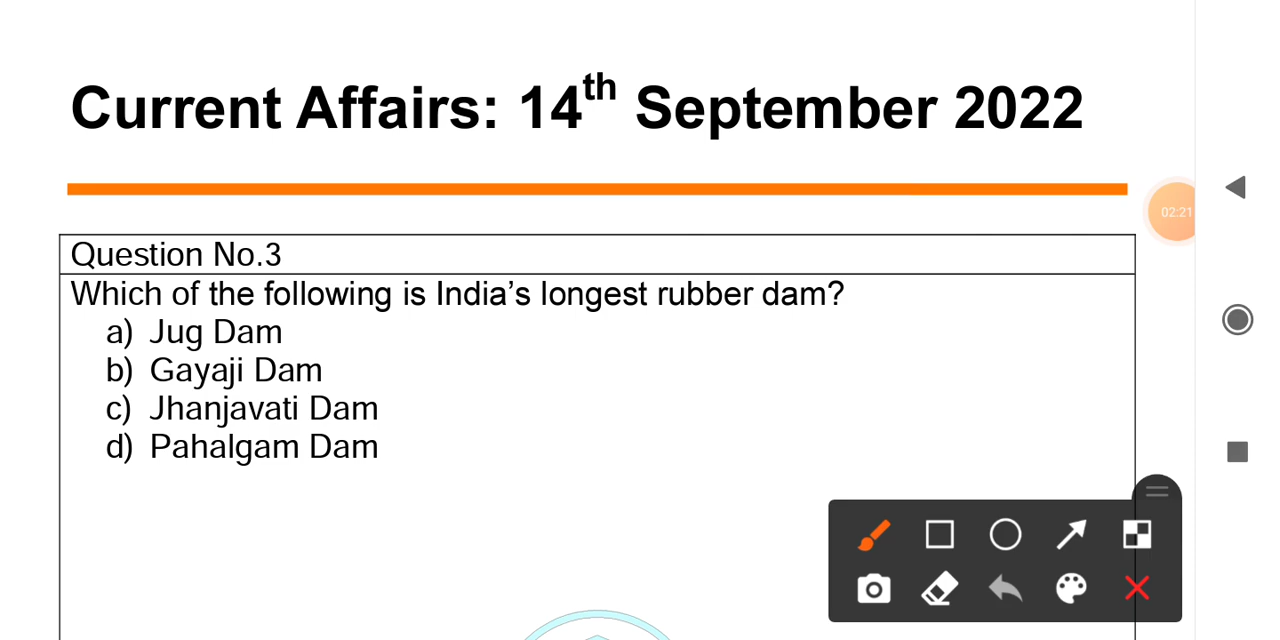 Current Affairs: 14th September 2022
02:21
Question No.3
Which of the following is India’s longest rubber dam?
a) Jug Dam
b) Gayaji Dam
c) Jhanjavati Dam
d) Pahalgam Dam